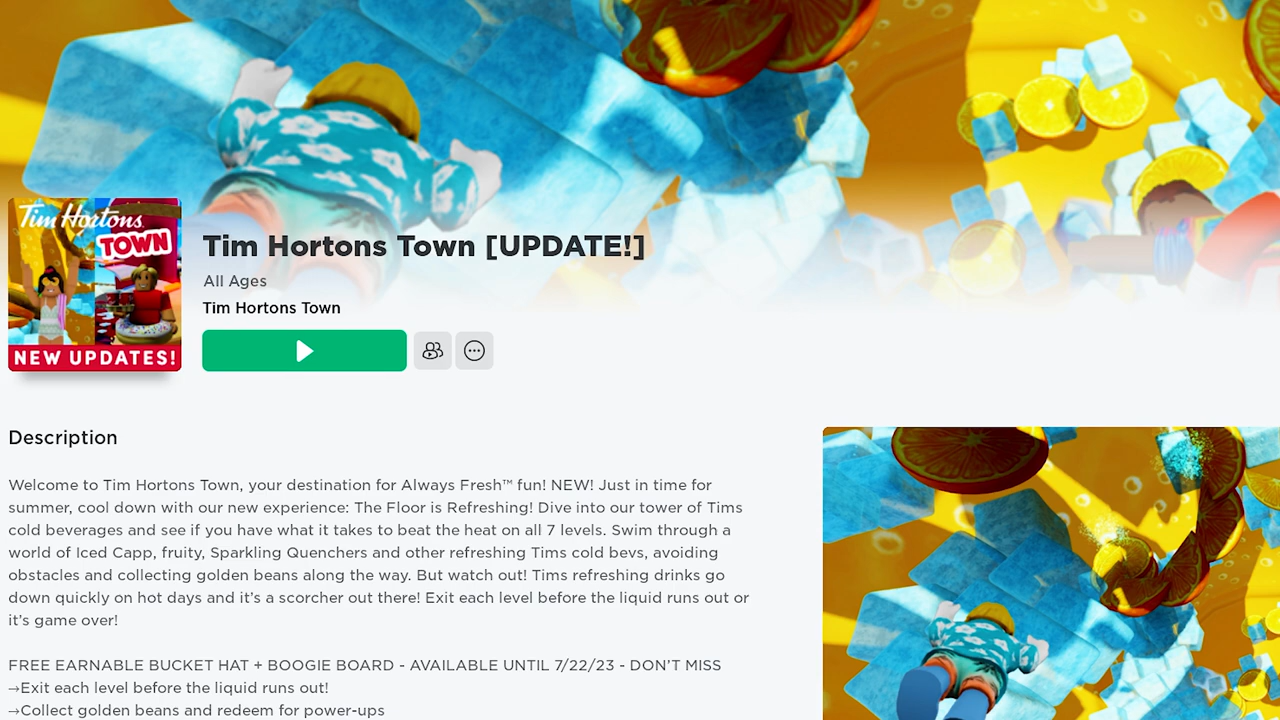 Tim Hortons
TOWN
NEW UPDATES!
Tim Hortons Town [UPDATE!]
All Ages
Tim Hortons Town
Description
Welcome to Tim Hortons Town, your destination for Always Fresh™ fun! NEW! Just in time for
summer, cool down with our new experience: The Floor is Refreshing! Dive into our tower of Tims
cold beverages and see if you have what it takes to beat the heat on all 7 levels. Swim through a
world of Iced Capp, fruity, Sparkling Quenchers and other refreshing Tims cold bevs, avoiding
obstacles and collecting golden beans along the way. But watch out! Tims refreshing drinks go
down quickly on hot days and it’s a scorcher out there! Exit each level before the liquid runs out or
it’s game over!
FREE EARNABLE BUCKET HAT + BOOGIE BOARD - AVAILABLE UNTIL 7/22/23 - DON’T MISS
→Exit each level before the liquid runs out!
→Collect golden beans and redeem for power-ups